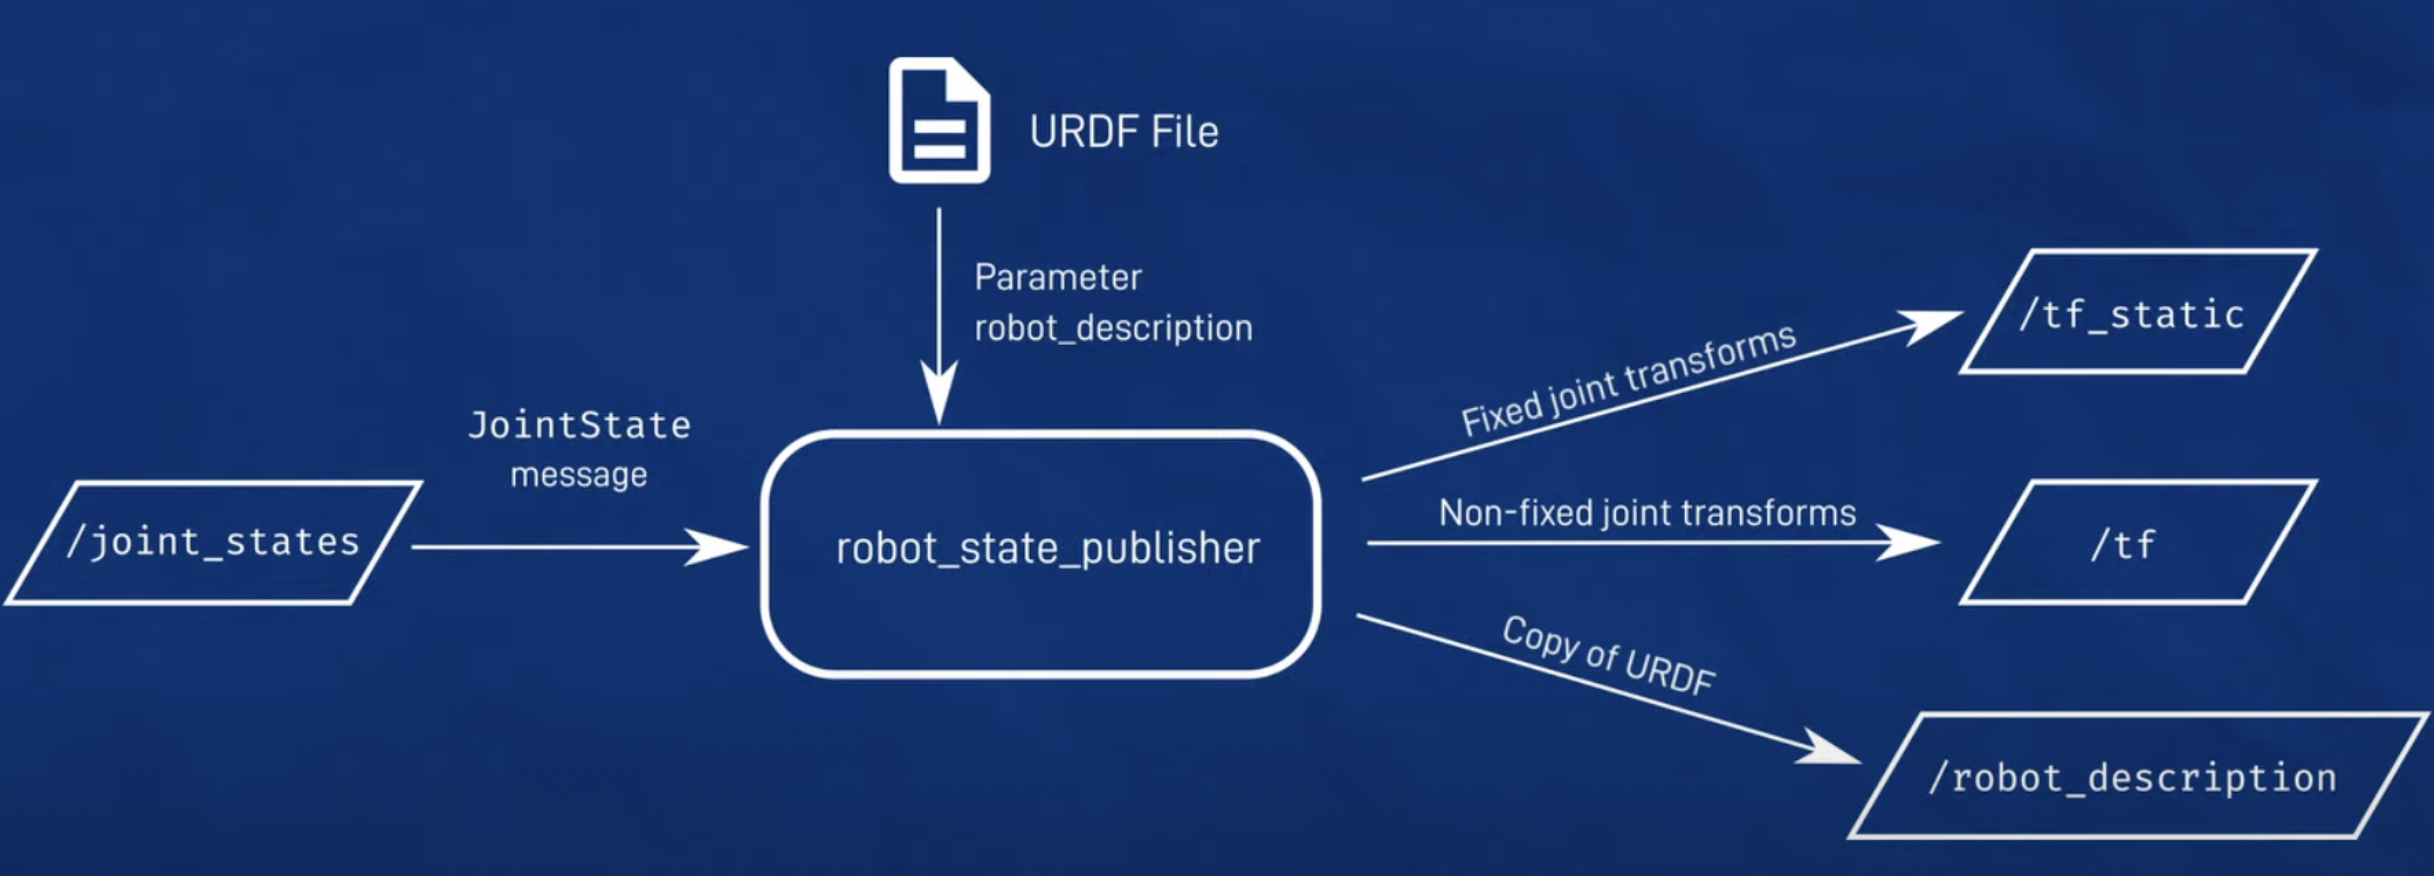 URDF File
Parameter
robot_description
JointState
message
/joint_states
robot_state_publisher
Fixed joint transforms
/tf_static
Non-fixed joint transforms
/tf
Copy of URDF
/robot_description